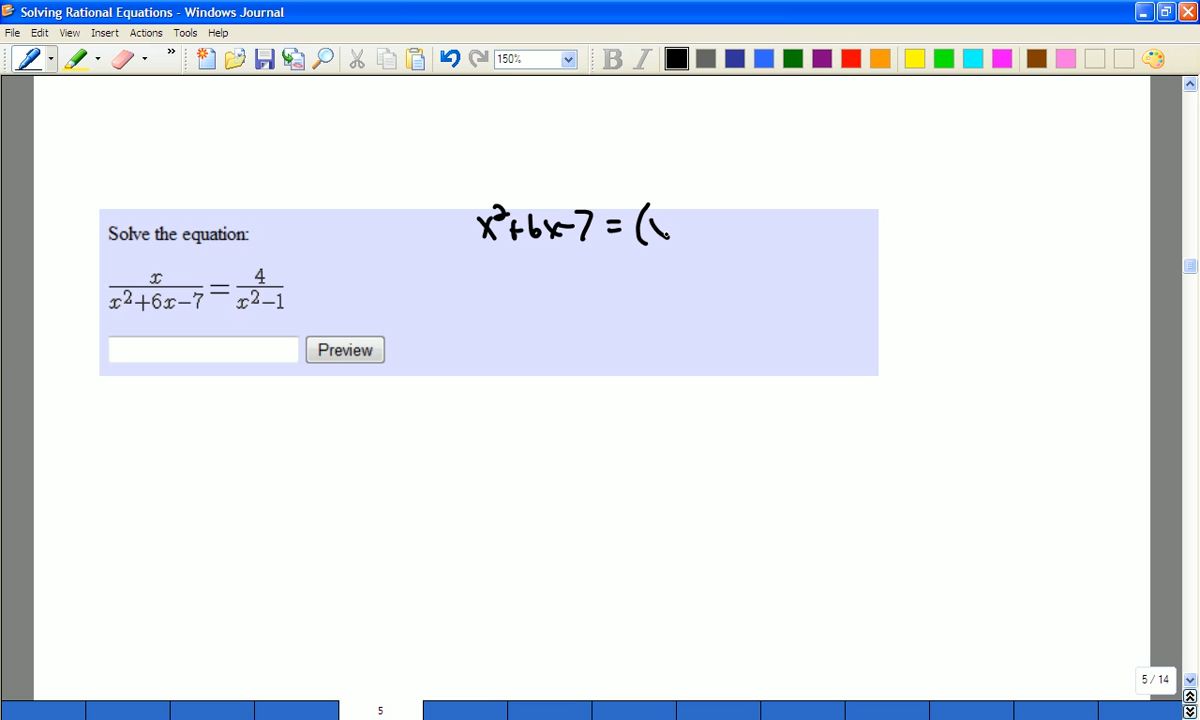 Solving Rational Equations - Windows Journal
File Edit View Insert Actions Tools Help
» 150% B I
x²+6x-7 = (
Solve the equation:
x/(x²+6x−7) = 4/(x²−1)
Preview
5 / 14
5